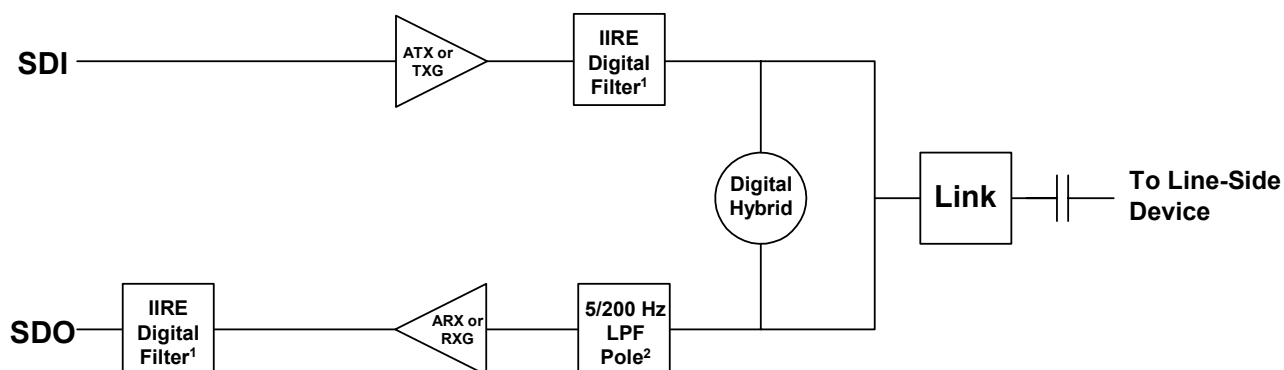 SDI
ATX or
TXG
IIRE
Digital
Filter¹
Digital
Hybrid
Link
To Line-Side
Device
SDO
IIRE
Digital
Filter¹
ARX or
RXG
5/200 Hz
LPF
Pole²